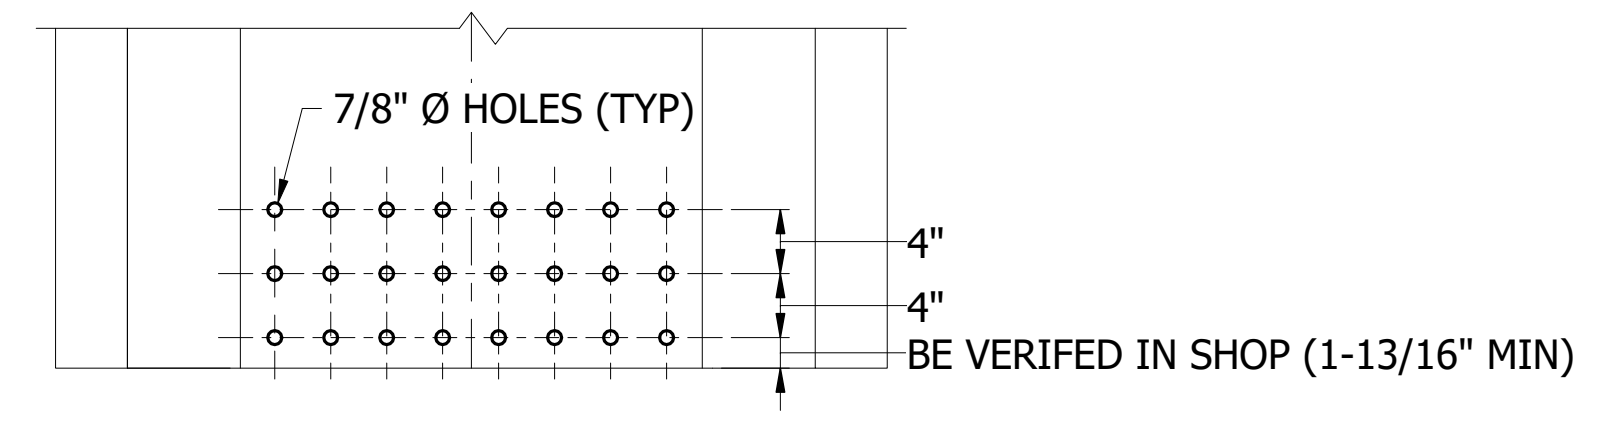 7/8" Ø HOLES (TYP)
4"
4"
BE VERIFED IN SHOP (1-13/16" MIN)